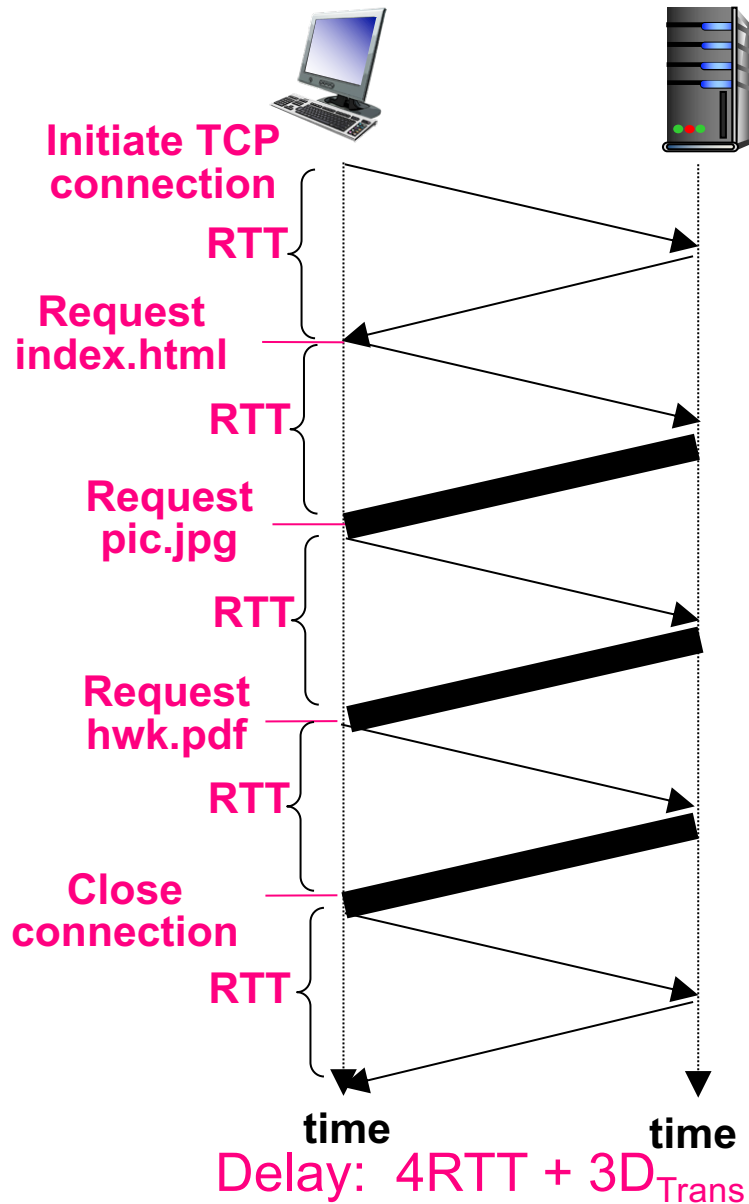 Initiate TCP
connection
RTT
Request
index.html
RTT
Request
pic.jpg
RTT
Request
hwk.pdf
RTT
Close
connection
RTT
time
time
Delay: 4RTT + 3D_Trans